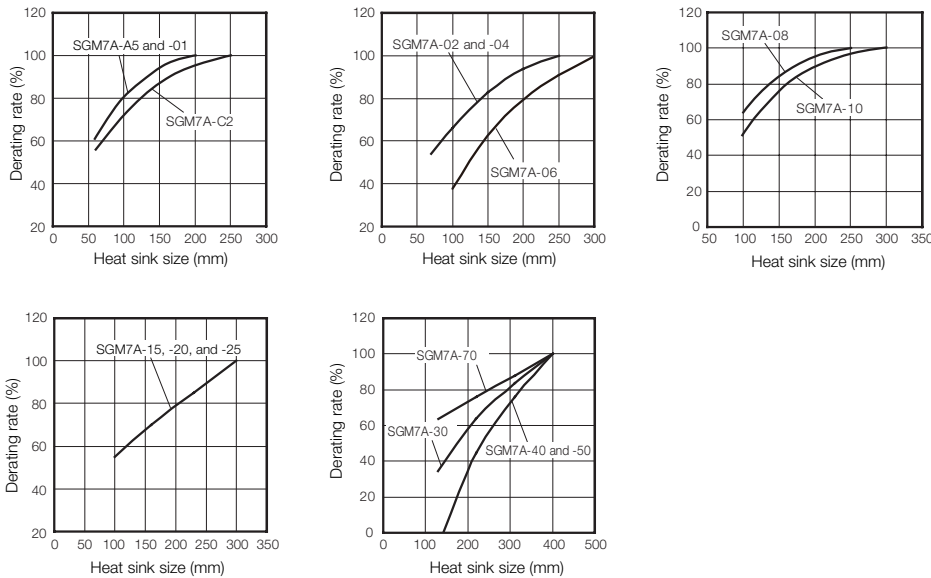 120
100
80
60
40
20
0 50 100 150 200 250 300
Derating rate (%)
Heat sink size (mm)
SGM7A-A5 and -01
SGM7A-C2
120
100
80
60
40
20
0 50 100 150 200 250 300
Derating rate (%)
Heat sink size (mm)
SGM7A-02 and -04
SGM7A-06
120
100
80
60
40
20
0
50 100 150 200 250 300 350
Derating rate (%)
Heat sink size (mm)
SGM7A-08
SGM7A-10
120
100
80
60
40
20
0 50 100 150 200 250 300 350
Derating rate (%)
Heat sink size (mm)
SGM7A-15, -20, and -25
120
100
80
60
40
20
0
0 100 200 300 400 500
Derating rate (%)
Heat sink size (mm)
SGM7A-70
SGM7A-30
SGM7A-40 and -50